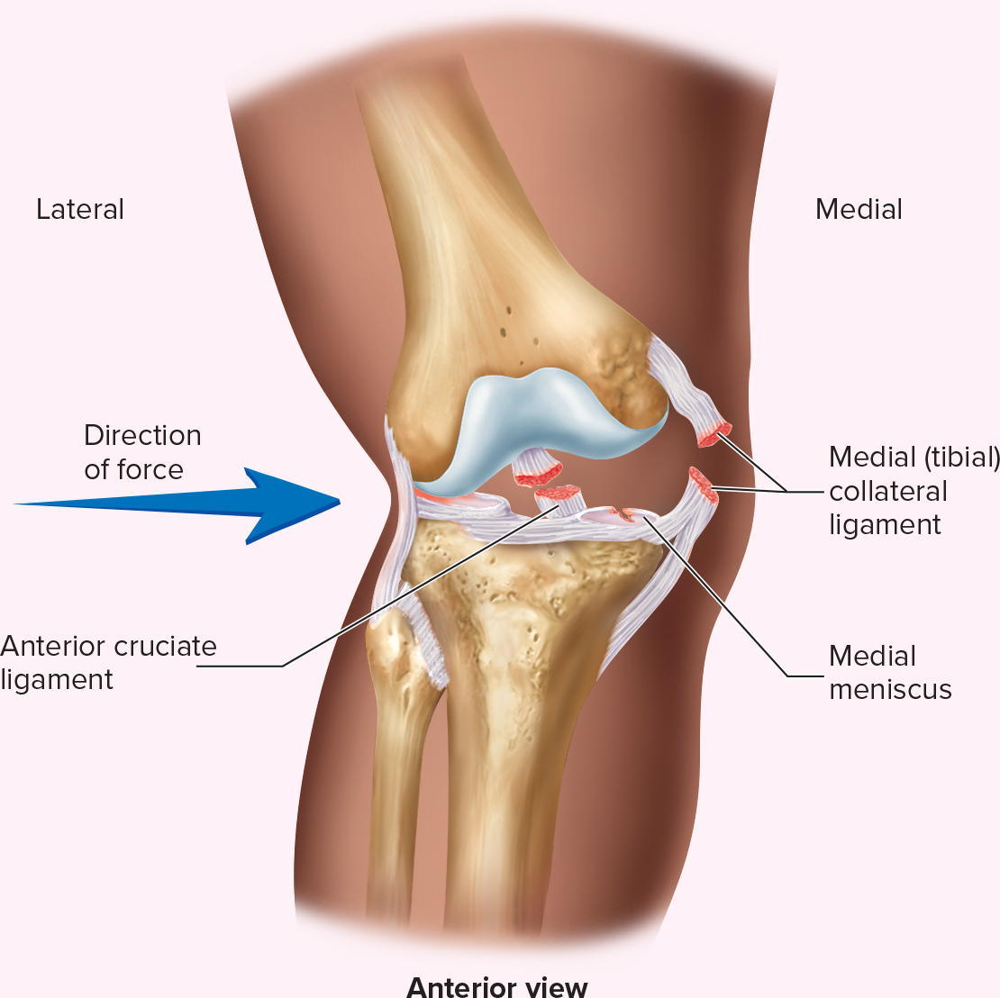 Lateral
Medial
Direction
of force
Medial (tibial)
collateral
ligament
Anterior cruciate
ligament
Medial
meniscus
Anterior view